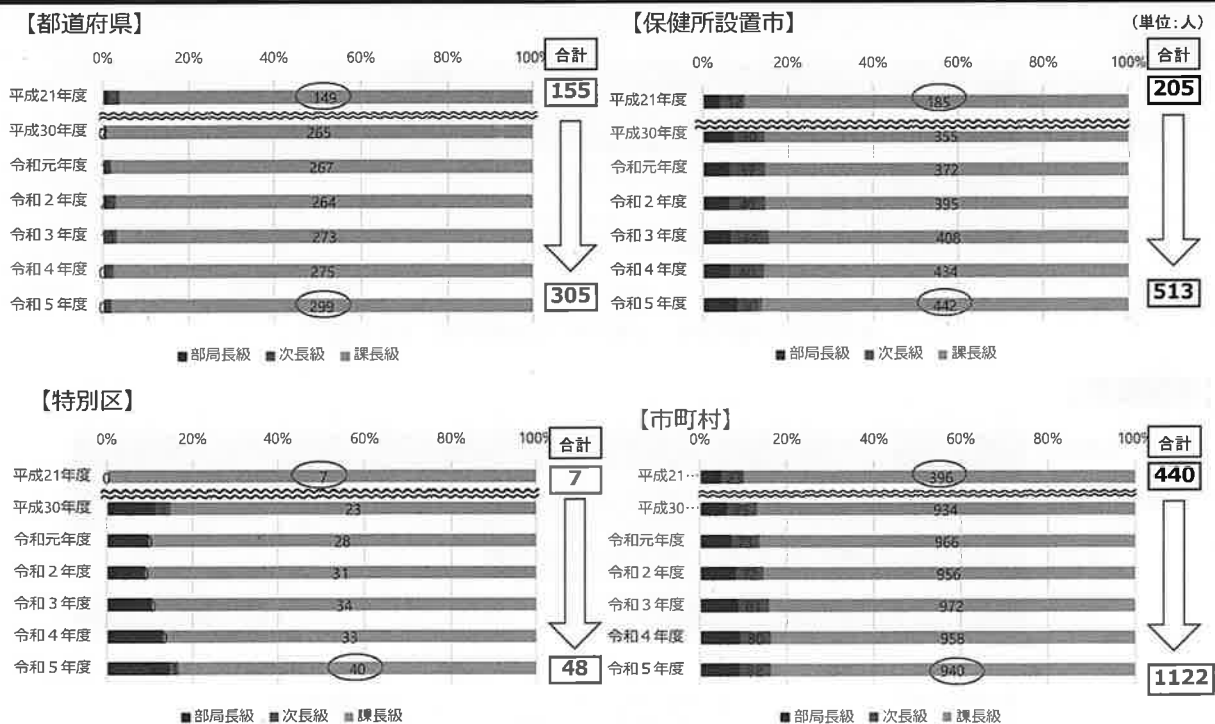 【都道府県】
0% 20% 40% 60% 80% 100%
合計
平成21年度 149 155
平成30年度 0 265
令和元年度 267
令和2年度 264
令和3年度 273
令和4年度 0 275
令和5年度 0 299 305
■部局長級 ■次長級 ■課長級
【保健所設置市】
(単位:人)
0% 20% 40% 60% 80% 100%
合計
平成21年度 185 205
平成30年度 355
令和元年度 372
令和2年度 395
令和3年度 408
令和4年度 434
令和5年度 442 513
■部局長級 ■次長級 ■課長級
【特別区】
0% 20% 40% 60% 80% 100%
合計
平成21年度 0 7 7
平成30年度 23
令和元年度 0 28
令和2年度 0 31
令和3年度 0 34
令和4年度 0 33
令和5年度 40 48
■部局長級 ■次長級 ■課長級
【市町村】
0% 20% 40% 60% 80% 100%
合計
平成21… 396 440
平成30… 934
令和元年度 966
令和2年度 956
令和3年度 972
令和4年度 80 958
令和5年度 940 1122
■部局長級 ■次長級 ■課長級